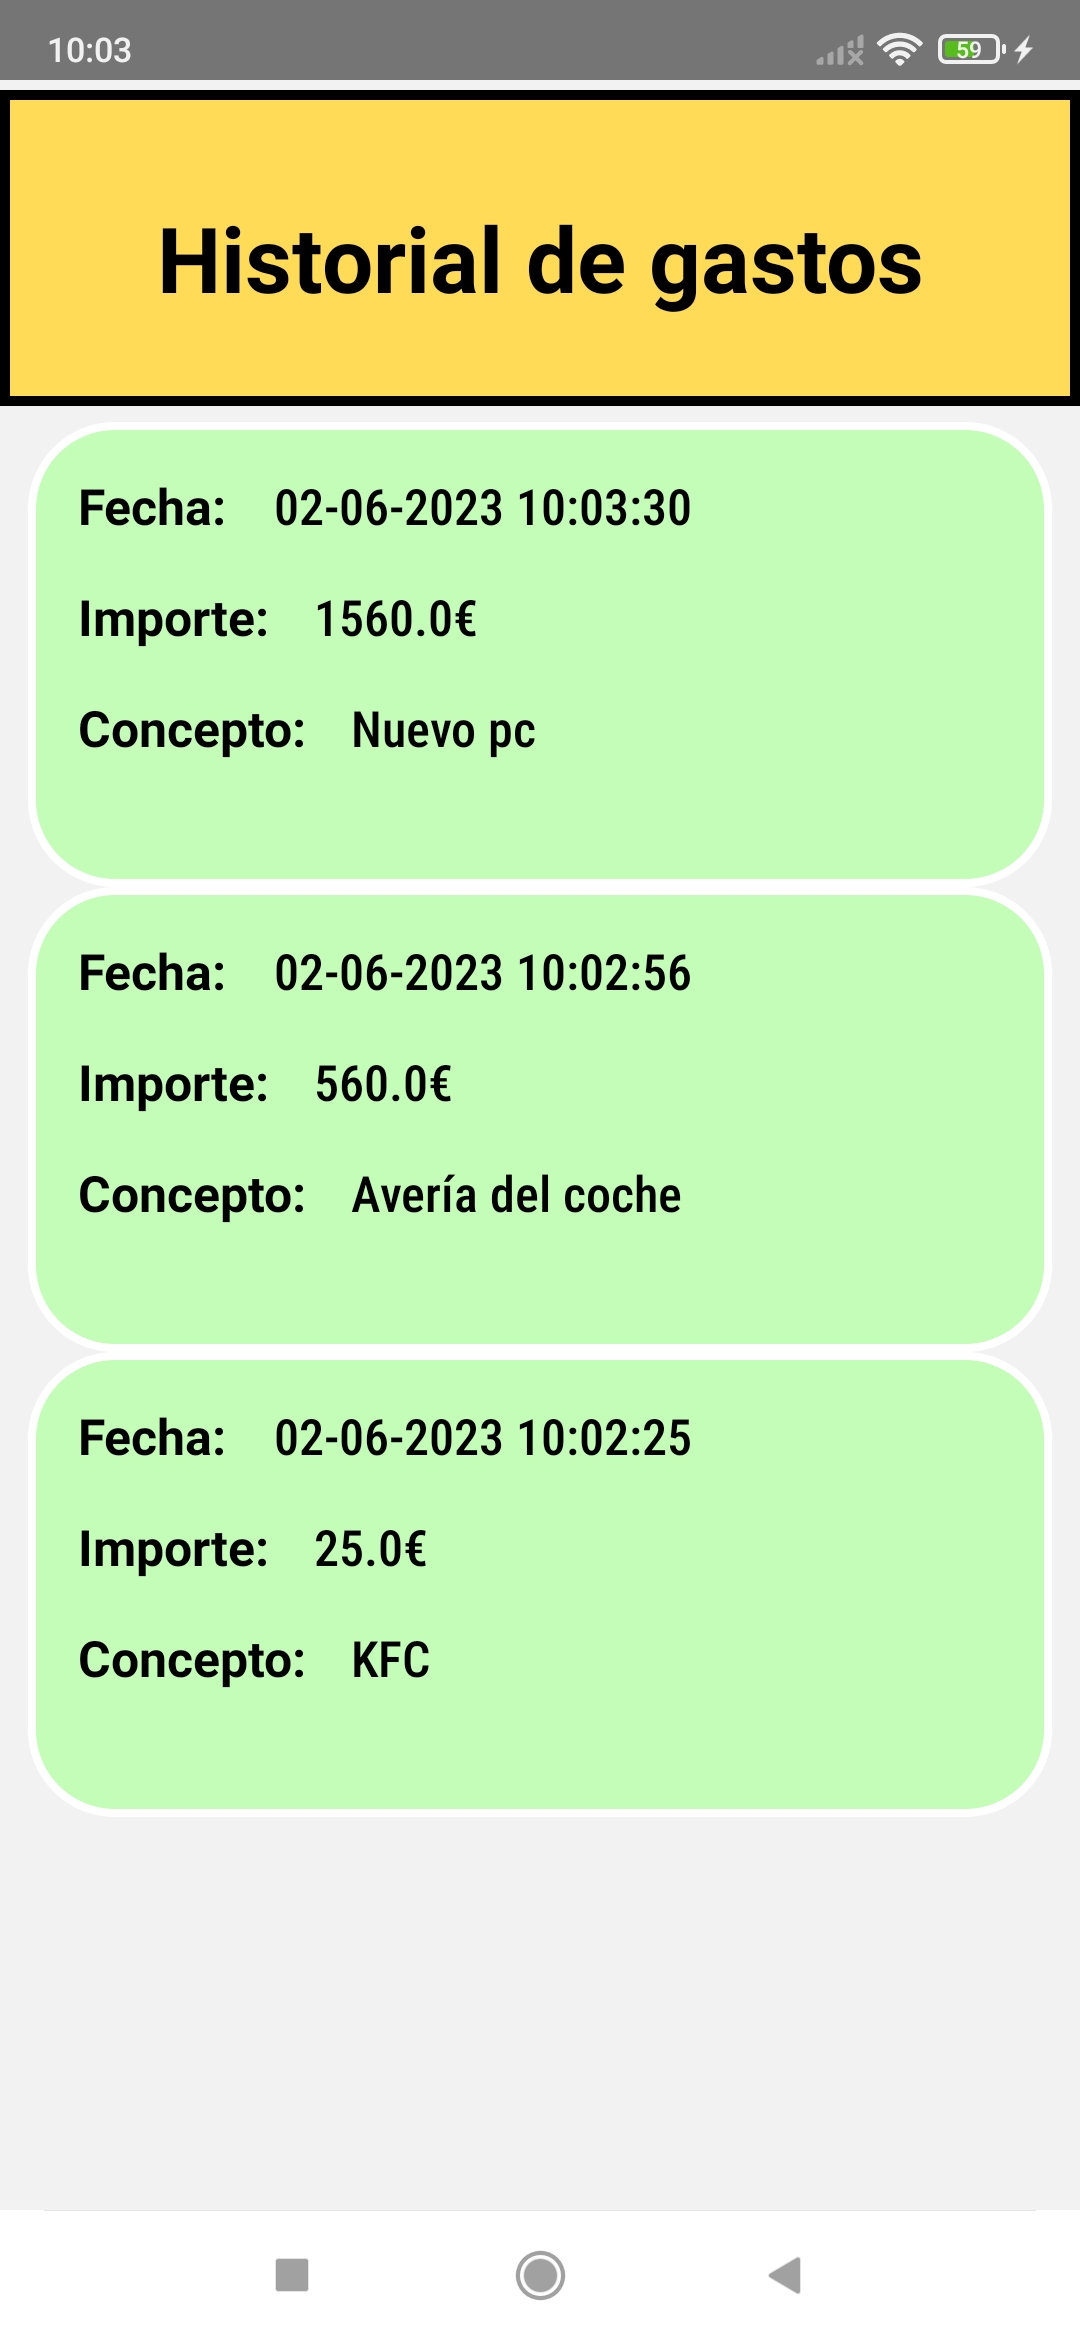 10:03
59
Historial de gastos
Fecha: 02-06-2023 10:03:30
Importe: 1560.0€
Concepto: Nuevo pc
Fecha: 02-06-2023 10:02:56
Importe: 560.0€
Concepto: Avería del coche
Fecha: 02-06-2023 10:02:25
Importe: 25.0€
Concepto: KFC